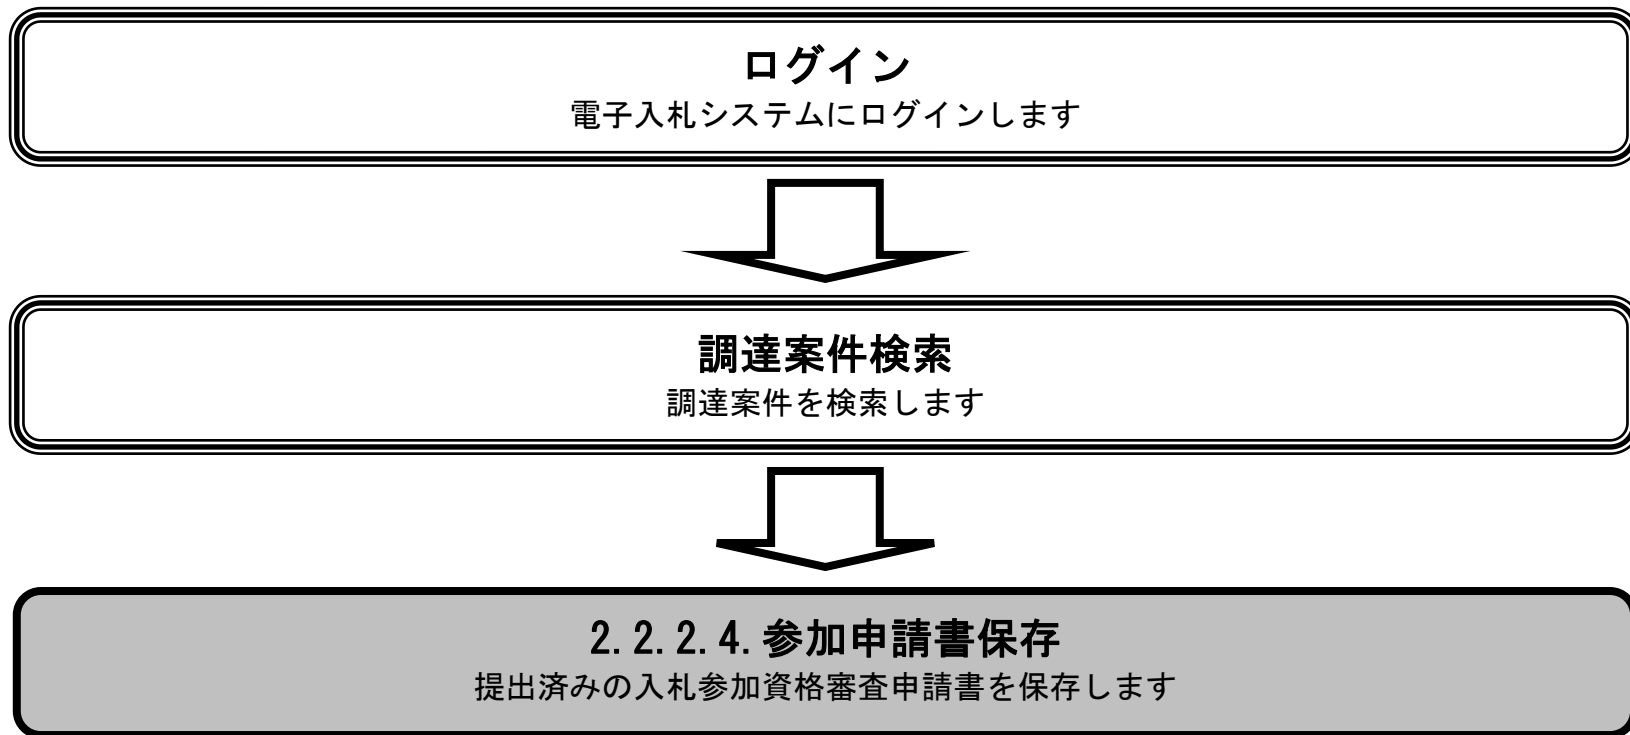 ログイン
電子入札システムにログインします
調達案件検索
調達案件を検索します
2.2.2.4.参加申請書保存
提出済みの入札参加資格審査申請書を保存します